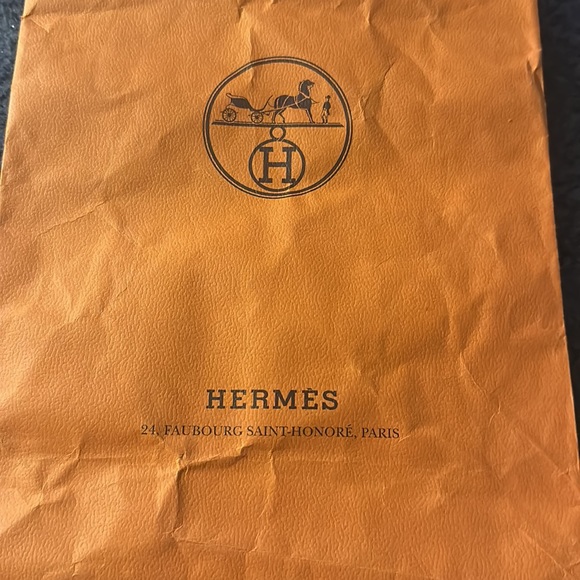 H
HERMÈS
24, FAUBOURG SAINT-HONORÉ, PARIS